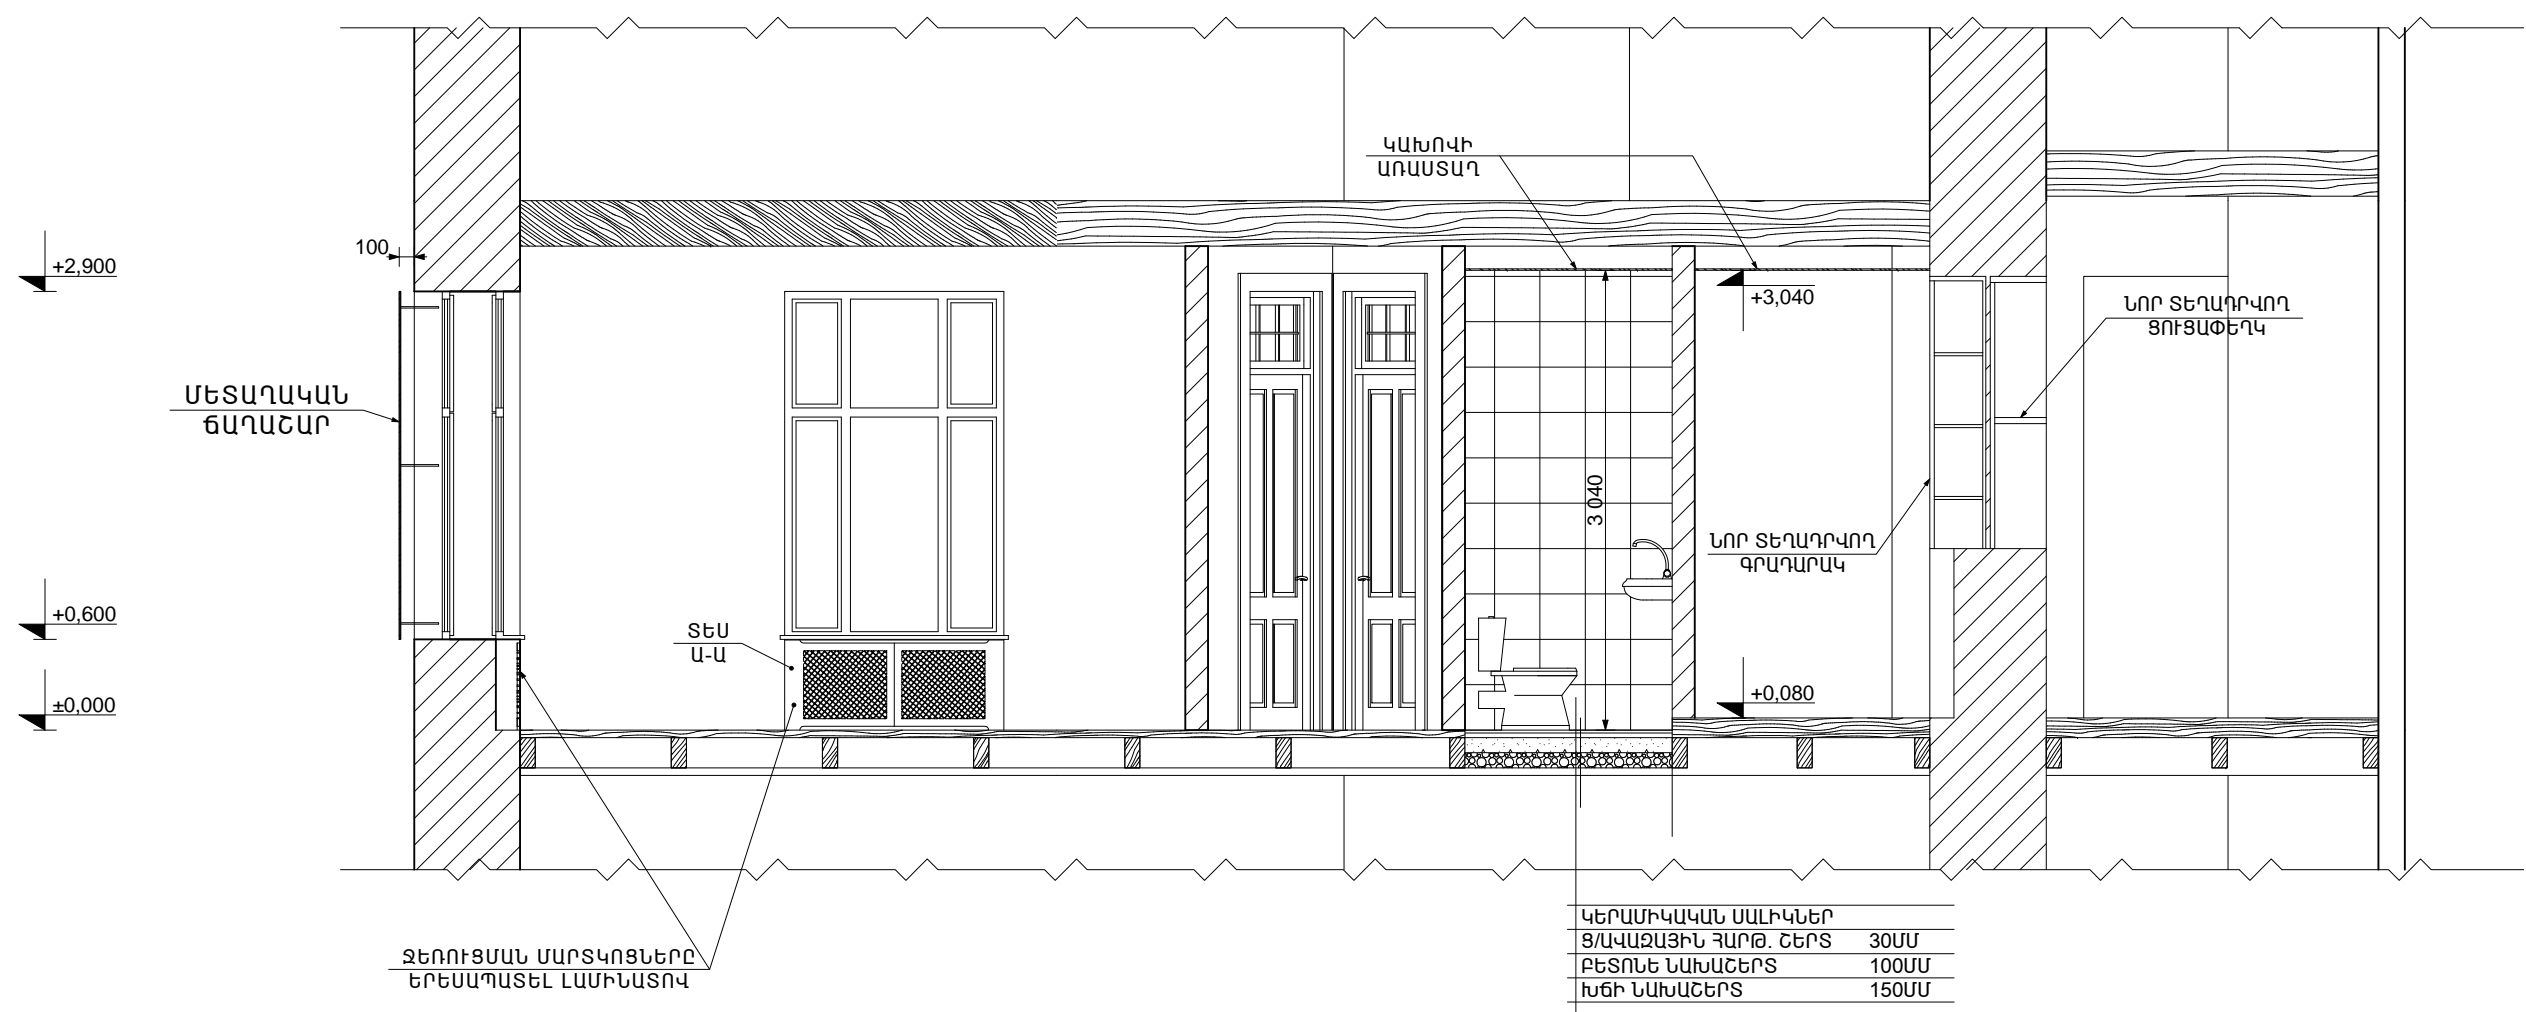 ԿԱԽՈՎԻ
ԱՌԱՍՏԱՂ
100
+2,900
+3,040
ՆՈՐ ՏԵՂԱԴՐՎՈՂ
ՑՈՒՑԱՓԵՂԿ
ՄԵՏԱՂԱԿԱՆ
ՃԱՂԱՇԱՐ
3 040
ՆՈՐ ՏԵՂԱԴՐՎՈՂ
ԳՐԱԴԱՐԱԿ
+0,600
ՏԵՍ
Ա-Ա
+0,080
±0,000
ՋԵՌՈՒՑՄԱՆ ՄԱՐՏԿՈՑՆԵՐԸ
ԵՐԵՍԱՊԱՏԵԼ ԼԱՄԻՆԱՏՈՎ
ԿԵՐԱՄԻԿԱԿԱՆ ՍԱԼԻԿՆԵՐ
Ց/ԱՎԱԶԱՅԻՆ ՀԱՐԹ. ՇԵՐՏ 30ՄՄ
ԲԵՏՈՆԵ ՆԱԽԱՇԵՐՏ 100ՄՄ
ԽՃԻ ՆԱԽԱՇԵՐՏ 150ՄՄ